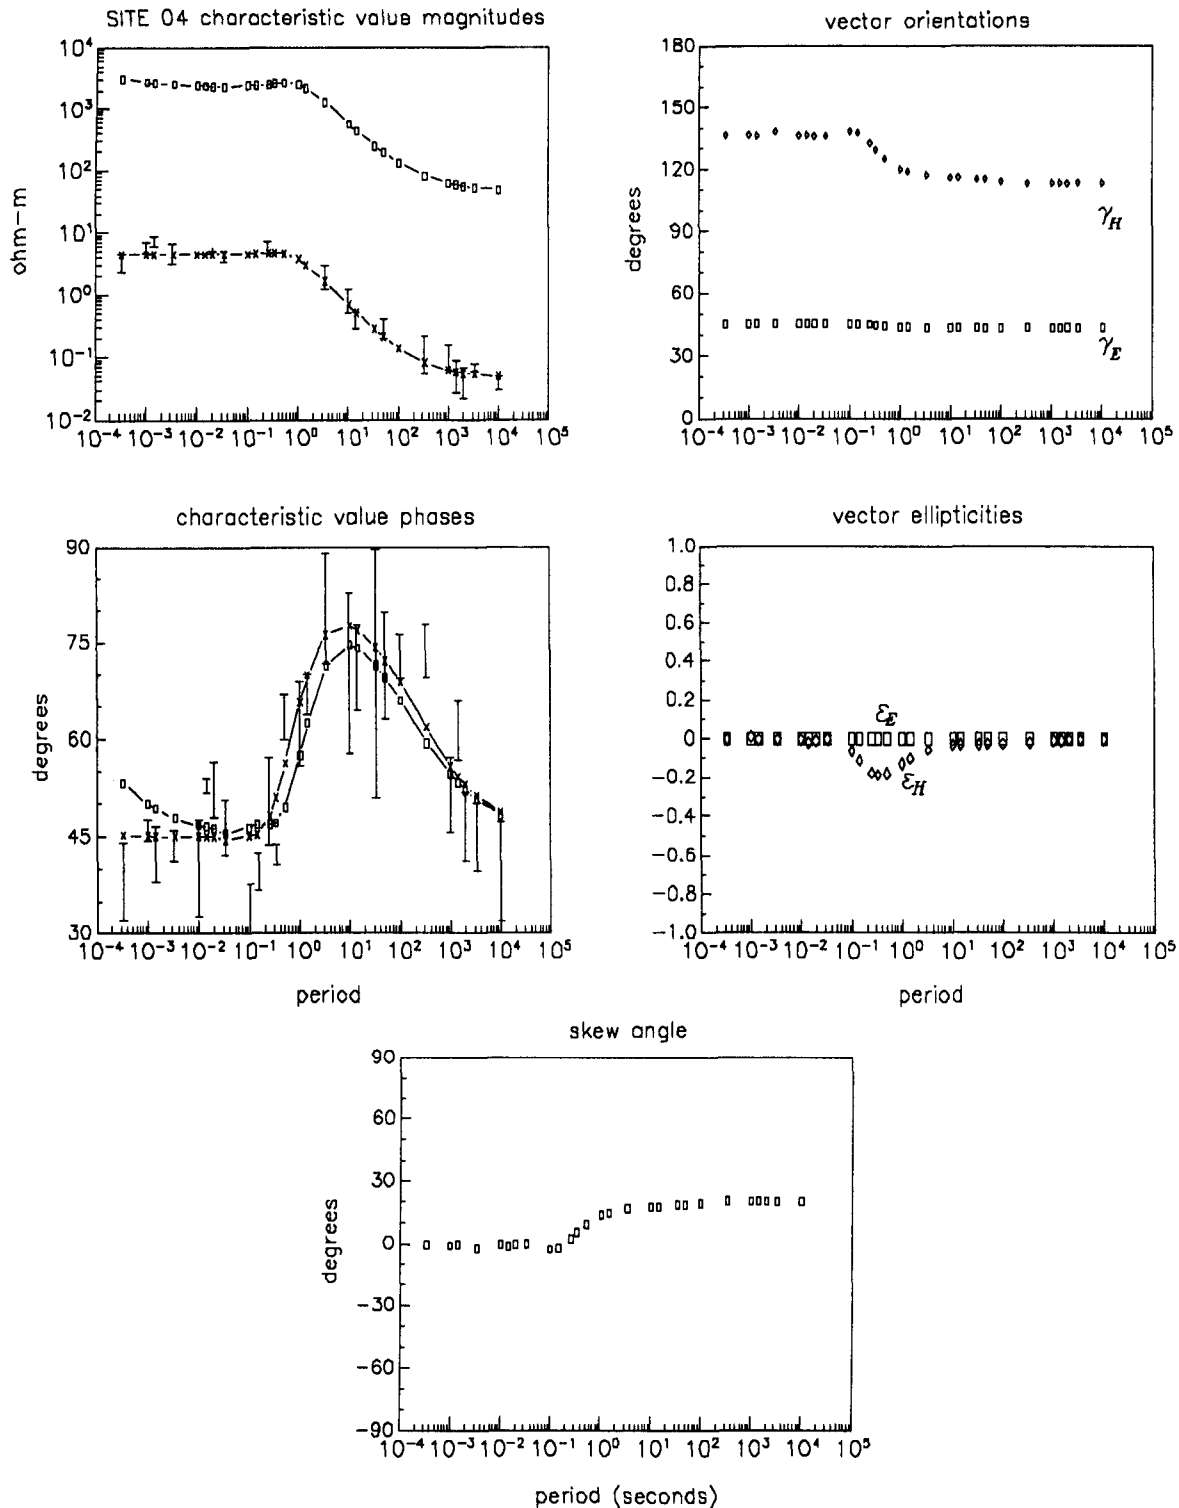 SITE 04 characteristic value magnitudes
10⁴
10³
10²
10¹
10⁰
10⁻¹
10⁻²
ohm-m
10⁻⁴ 10⁻³ 10⁻² 10⁻¹ 10⁰ 10¹ 10² 10³ 10⁴ 10⁵
vector orientations
180
150
120
90
60
30
0
degrees
γH
γE
10⁻⁴ 10⁻³ 10⁻² 10⁻¹ 10⁰ 10¹ 10² 10³ 10⁴ 10⁵
characteristic value phases
90
75
60
45
30
degrees
10⁻⁴ 10⁻³ 10⁻² 10⁻¹ 10⁰ 10¹ 10² 10³ 10⁴ 10⁵
period
vector ellipticities
1.0
0.8
0.6
0.4
0.2
0
-0.2
-0.4
-0.6
-0.8
-1.0
εE
εH
10⁻⁴ 10⁻³ 10⁻² 10⁻¹ 10⁰ 10¹ 10² 10³ 10⁴ 10⁵
period
skew angle
90
60
30
0
-30
-60
-90
degrees
10⁻⁴ 10⁻³ 10⁻² 10⁻¹ 10⁰ 10¹ 10² 10³ 10⁴ 10⁵
period (seconds)